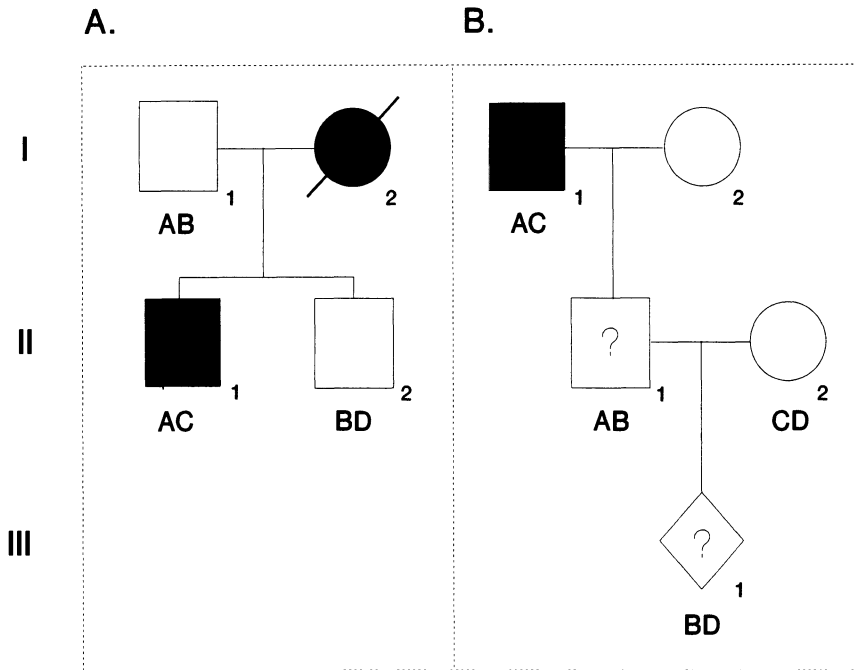 A. B.
I
1 2 1 2
AB AC
II
? 
1 2 1 2
AC BD AB CD
III
?
1
BD